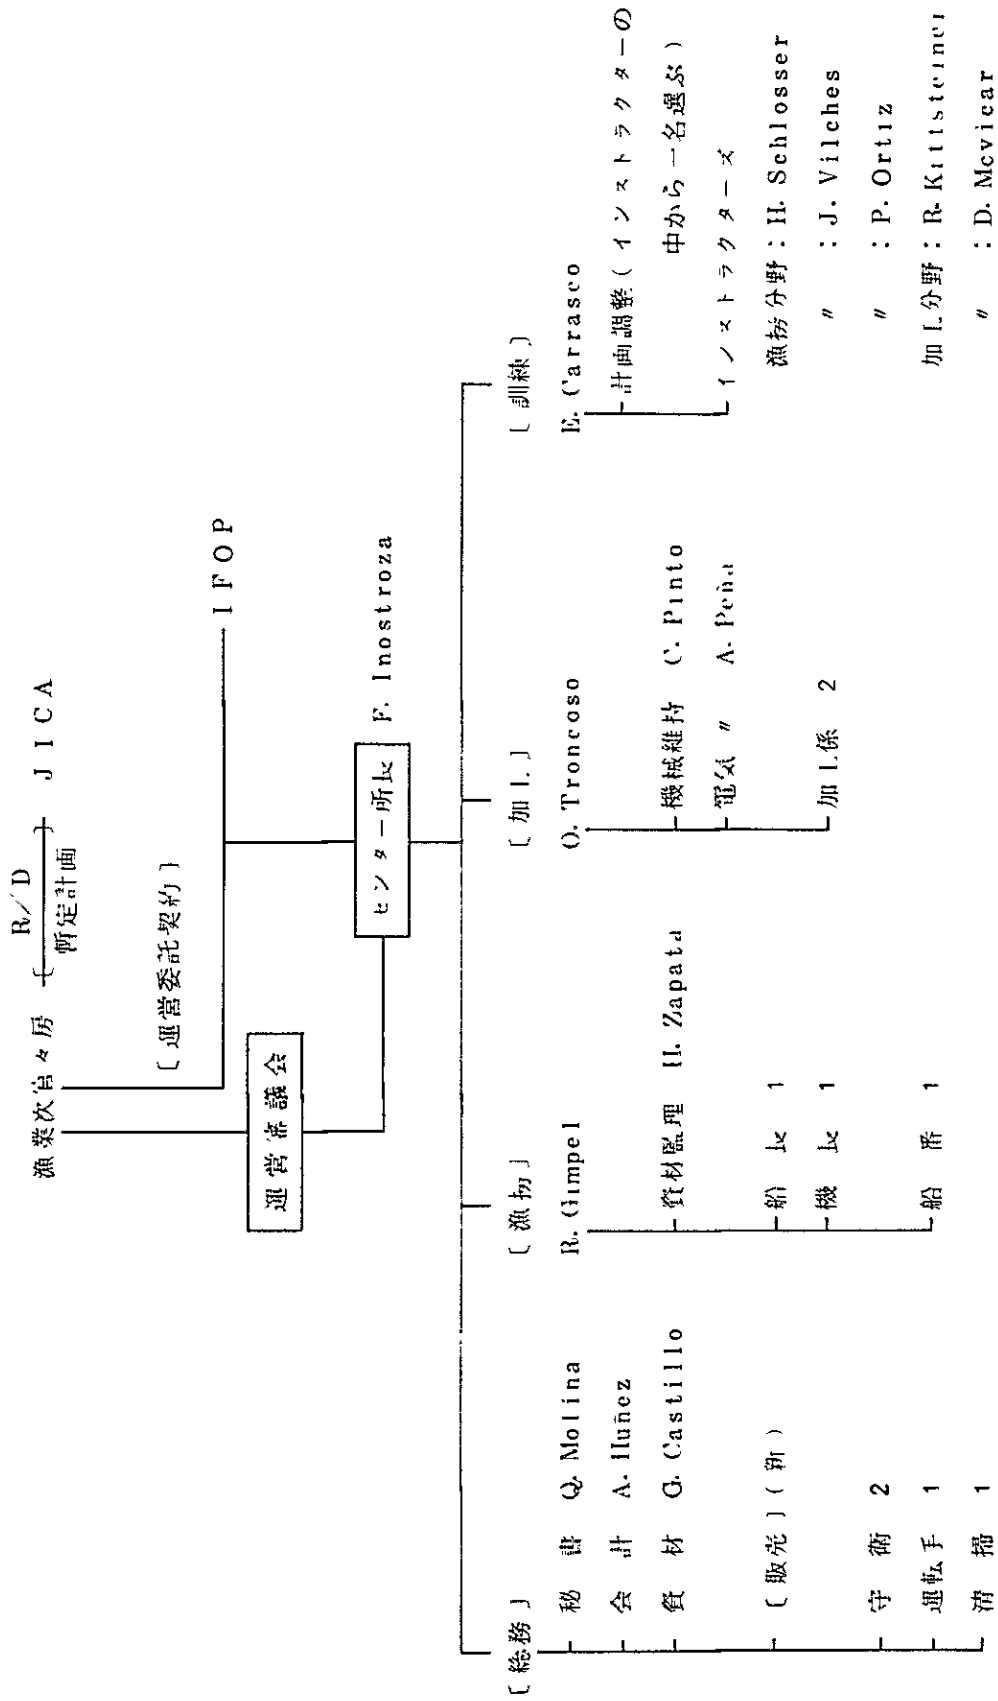 R/D
漁業次官々房 〔 〕 JICA
暫定計画
〔運営委託契約〕
IFOP
運営審議会
センター所長 F. Inostroza
〔総務〕
秘書 Q. Molina
会計 A. Iluñez
資材 G. Castillo
〔販売〕(新)
守衛 2
運転手 1
清掃 1
〔漁撈〕
R. Gimpel
資材監理 H. Zapata
船長 1
機長 1
船番 1
〔加工〕
O. Troncoso
機械維持 C. Pinto
電気 〃 A. Peña
加工係 2
〔訓練〕
E. Carrasco
計画調整(インストラクターの
中から一名選ぶ)
インストラクターズ
漁撈分野:H. Schlosser
〃 :J. Vilches
〃 :P. Ortiz
加工分野:R. Kittsteiner
〃 :D. Mcvicar